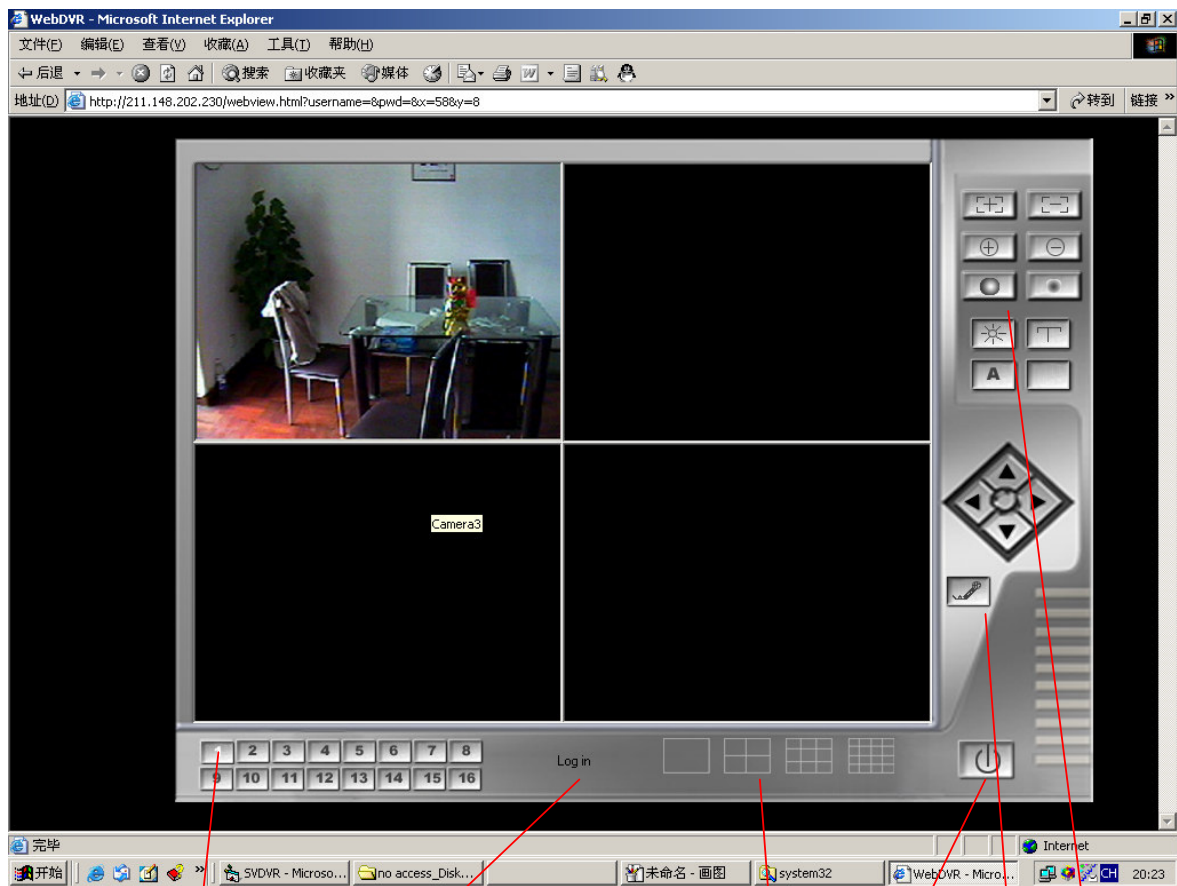 WebDVR - Microsoft Internet Explorer
文件(F) 编辑(E) 查看(V) 收藏(A) 工具(T) 帮助(H)
后退 搜索 收藏夹 媒体
地址(D) http://211.148.202.230/webview.html?username=&pwd=&x=58&y=8 转到 链接 »
A
Camera3
1 2 3 4 5 6 7 8
Log in
9 10 11 12 13 14 15 16
完毕 Internet
开始 » SVDVR - Microso... no access_Disk... 未命名 - 画图 system32 WebDVR - Micro... CH 20:23